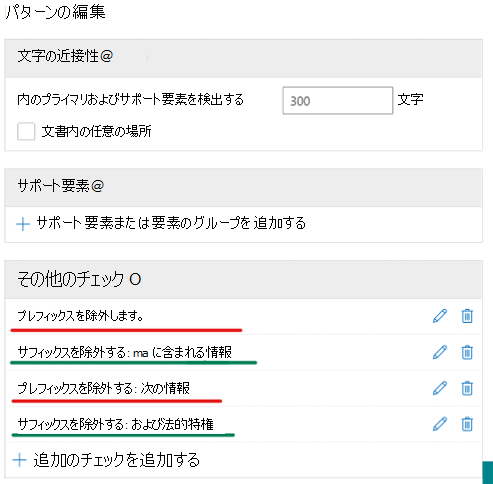 パターンの編集
文字の近接性@
内のプライマリおよびサポート要素を検出する 300 文字
文書内の任意の場所
サポート要素@
+ サポート要素または要素のグループを追加する
その他のチェック O
プレフィックスを除外します。
サフィックスを除外する: ma に含まれる情報
プレフィックスを除外する: 次の情報
サフィックスを除外する: および法的特権
+ 追加のチェックを追加する